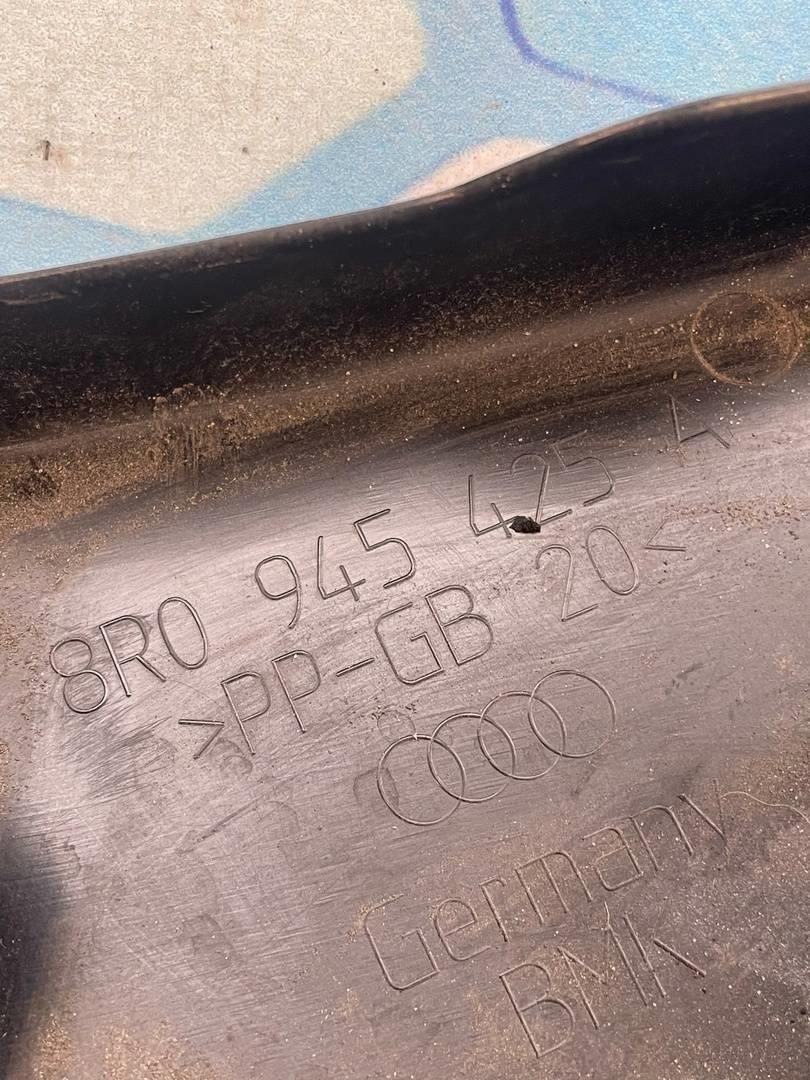 8R0 945 425 A
>PP-GB 20<
Germany
BMK